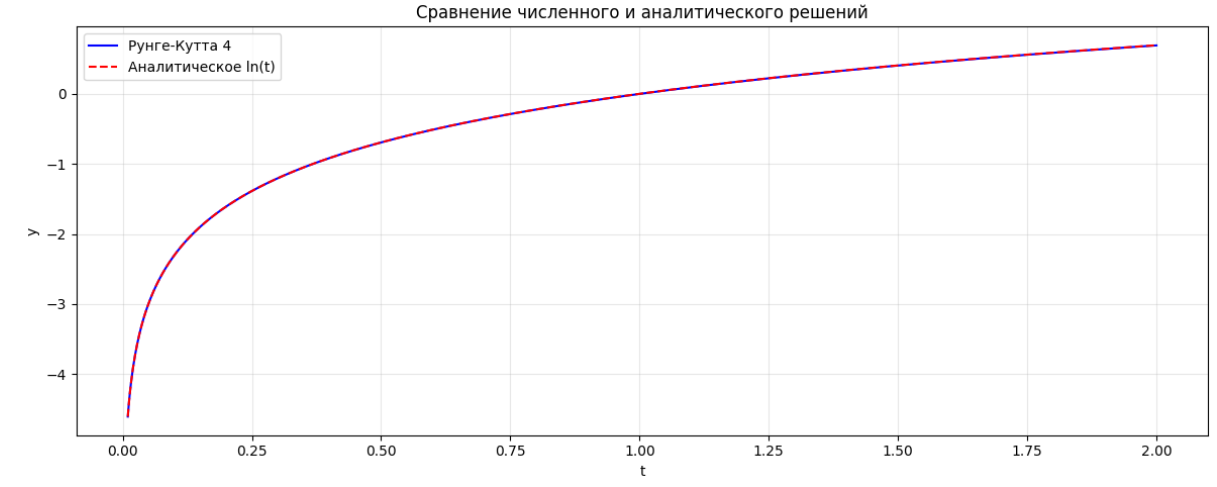 Сравнение численного и аналитического решений
Рунге-Кутта 4
Аналитическое ln(t)
y
0
−1
−2
−3
−4
0.00 0.25 0.50 0.75 1.00 1.25 1.50 1.75 2.00
t